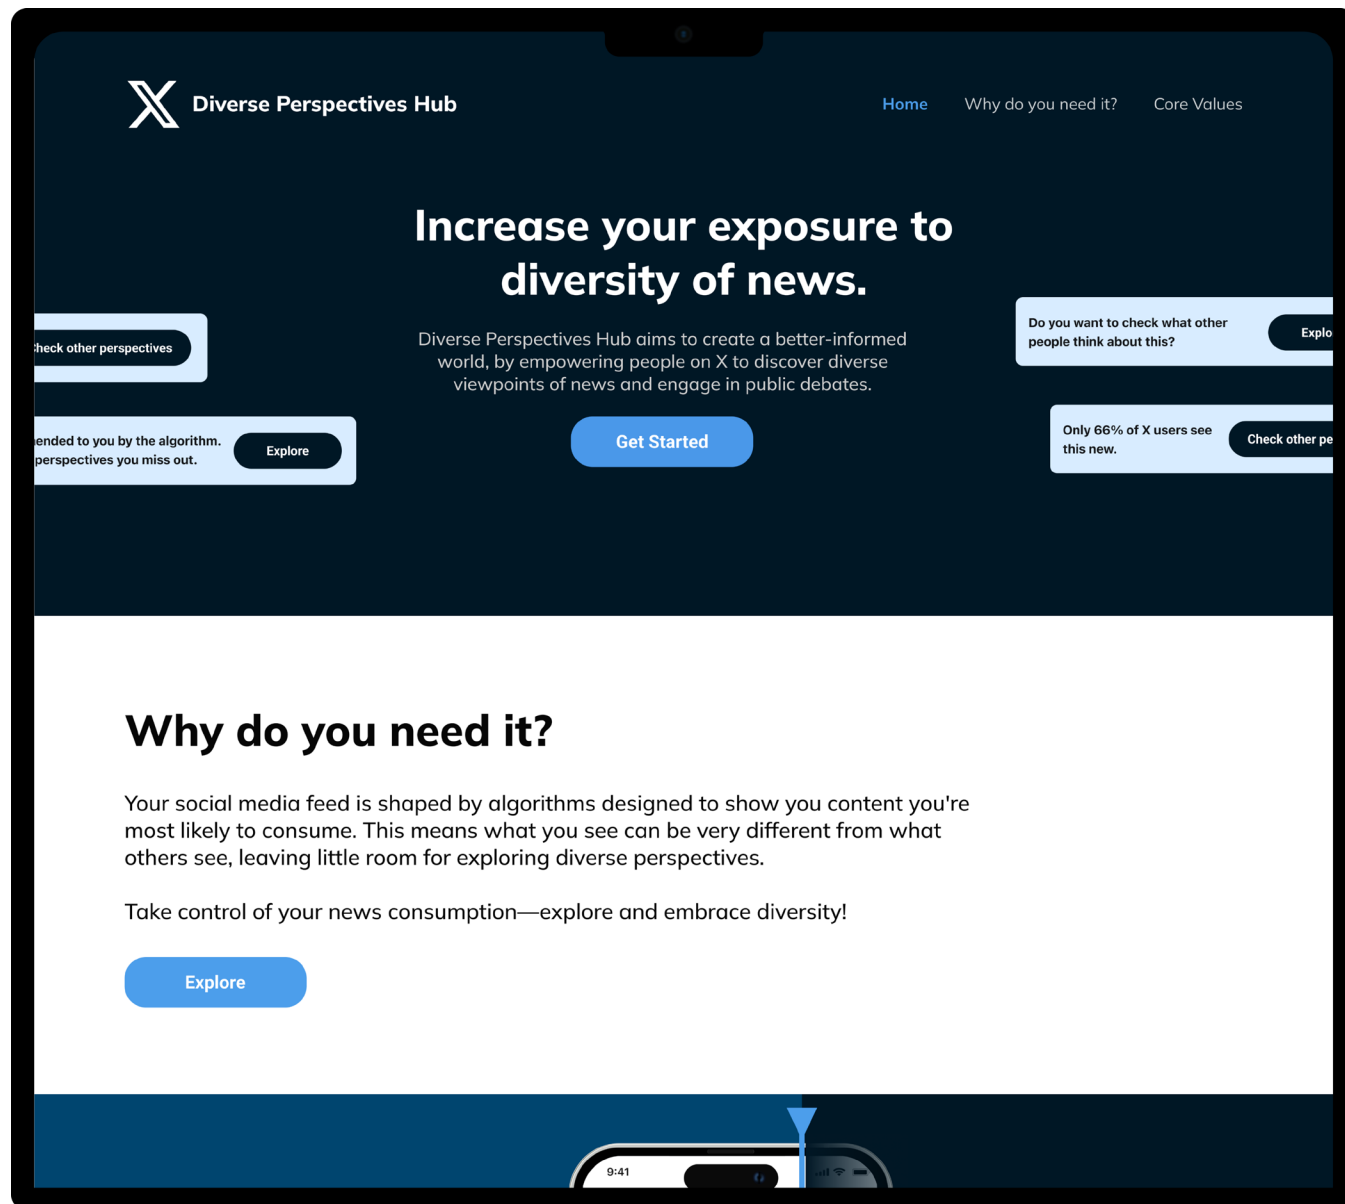 Diverse Perspectives Hub
Home
Why do you need it?
Core Values
Increase your exposure to
diversity of news.
Diverse Perspectives Hub aims to create a better-informed
world, by empowering people on X to discover diverse
viewpoints of news and engage in public debates.
Get Started
other perspectives
to you by the algorithm.
perspectives you miss out.
Explore
Do you want to check what other
people think about this?
Only 66% of X users see
this new.
Check other
Why do you need it?
Your social media feed is shaped by algorithms designed to show you content you're
most likely to consume. This means what you see can be very different from what
others see, leaving little room for exploring diverse perspectives.
Take control of your news consumption—explore and embrace diversity!
Explore
9:41